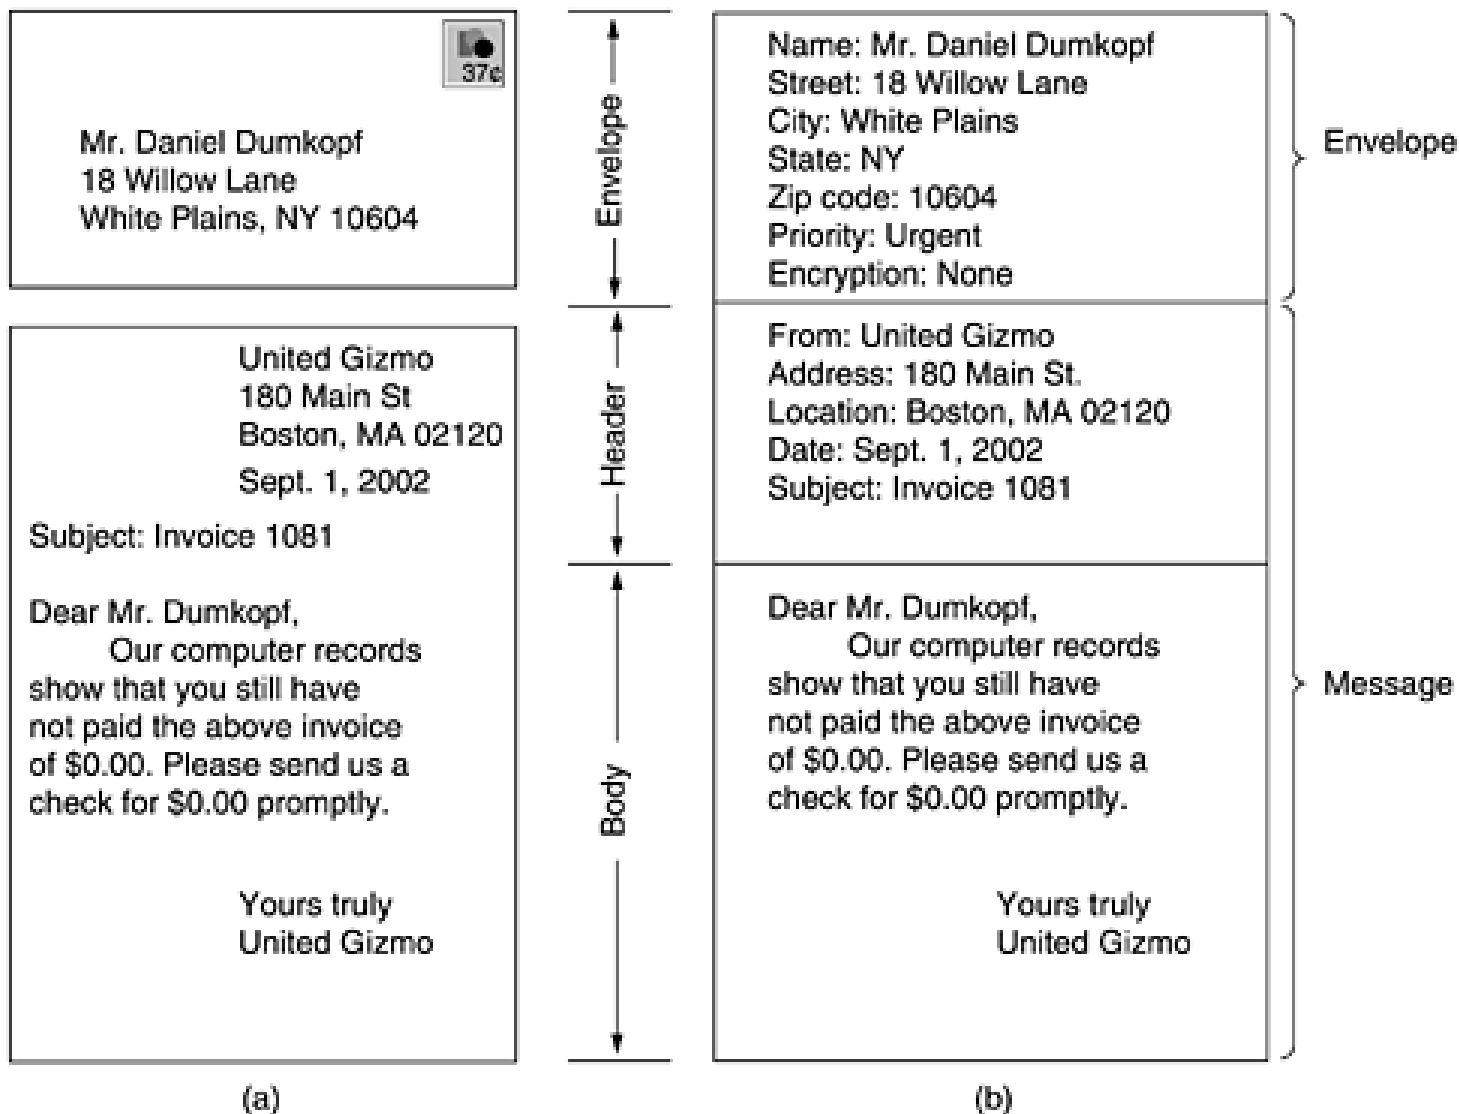 37¢
Mr. Daniel Dumkopf
18 Willow Lane
White Plains, NY 10604
United Gizmo
180 Main St
Boston, MA 02120
Sept. 1, 2002
Subject: Invoice 1081
Dear Mr. Dumkopf,
Our computer records
show that you still have
not paid the above invoice
of $0.00. Please send us a
check for $0.00 promptly.
Yours truly
United Gizmo
(a)
Envelope
Header
Body
Name: Mr. Daniel Dumkopf
Street: 18 Willow Lane
City: White Plains
State: NY
Zip code: 10604
Priority: Urgent
Encryption: None
From: United Gizmo
Address: 180 Main St.
Location: Boston, MA 02120
Date: Sept. 1, 2002
Subject: Invoice 1081
Dear Mr. Dumkopf,
Our computer records
show that you still have
not paid the above invoice
of $0.00. Please send us a
check for $0.00 promptly.
Yours truly
United Gizmo
(b)
Envelope
Message